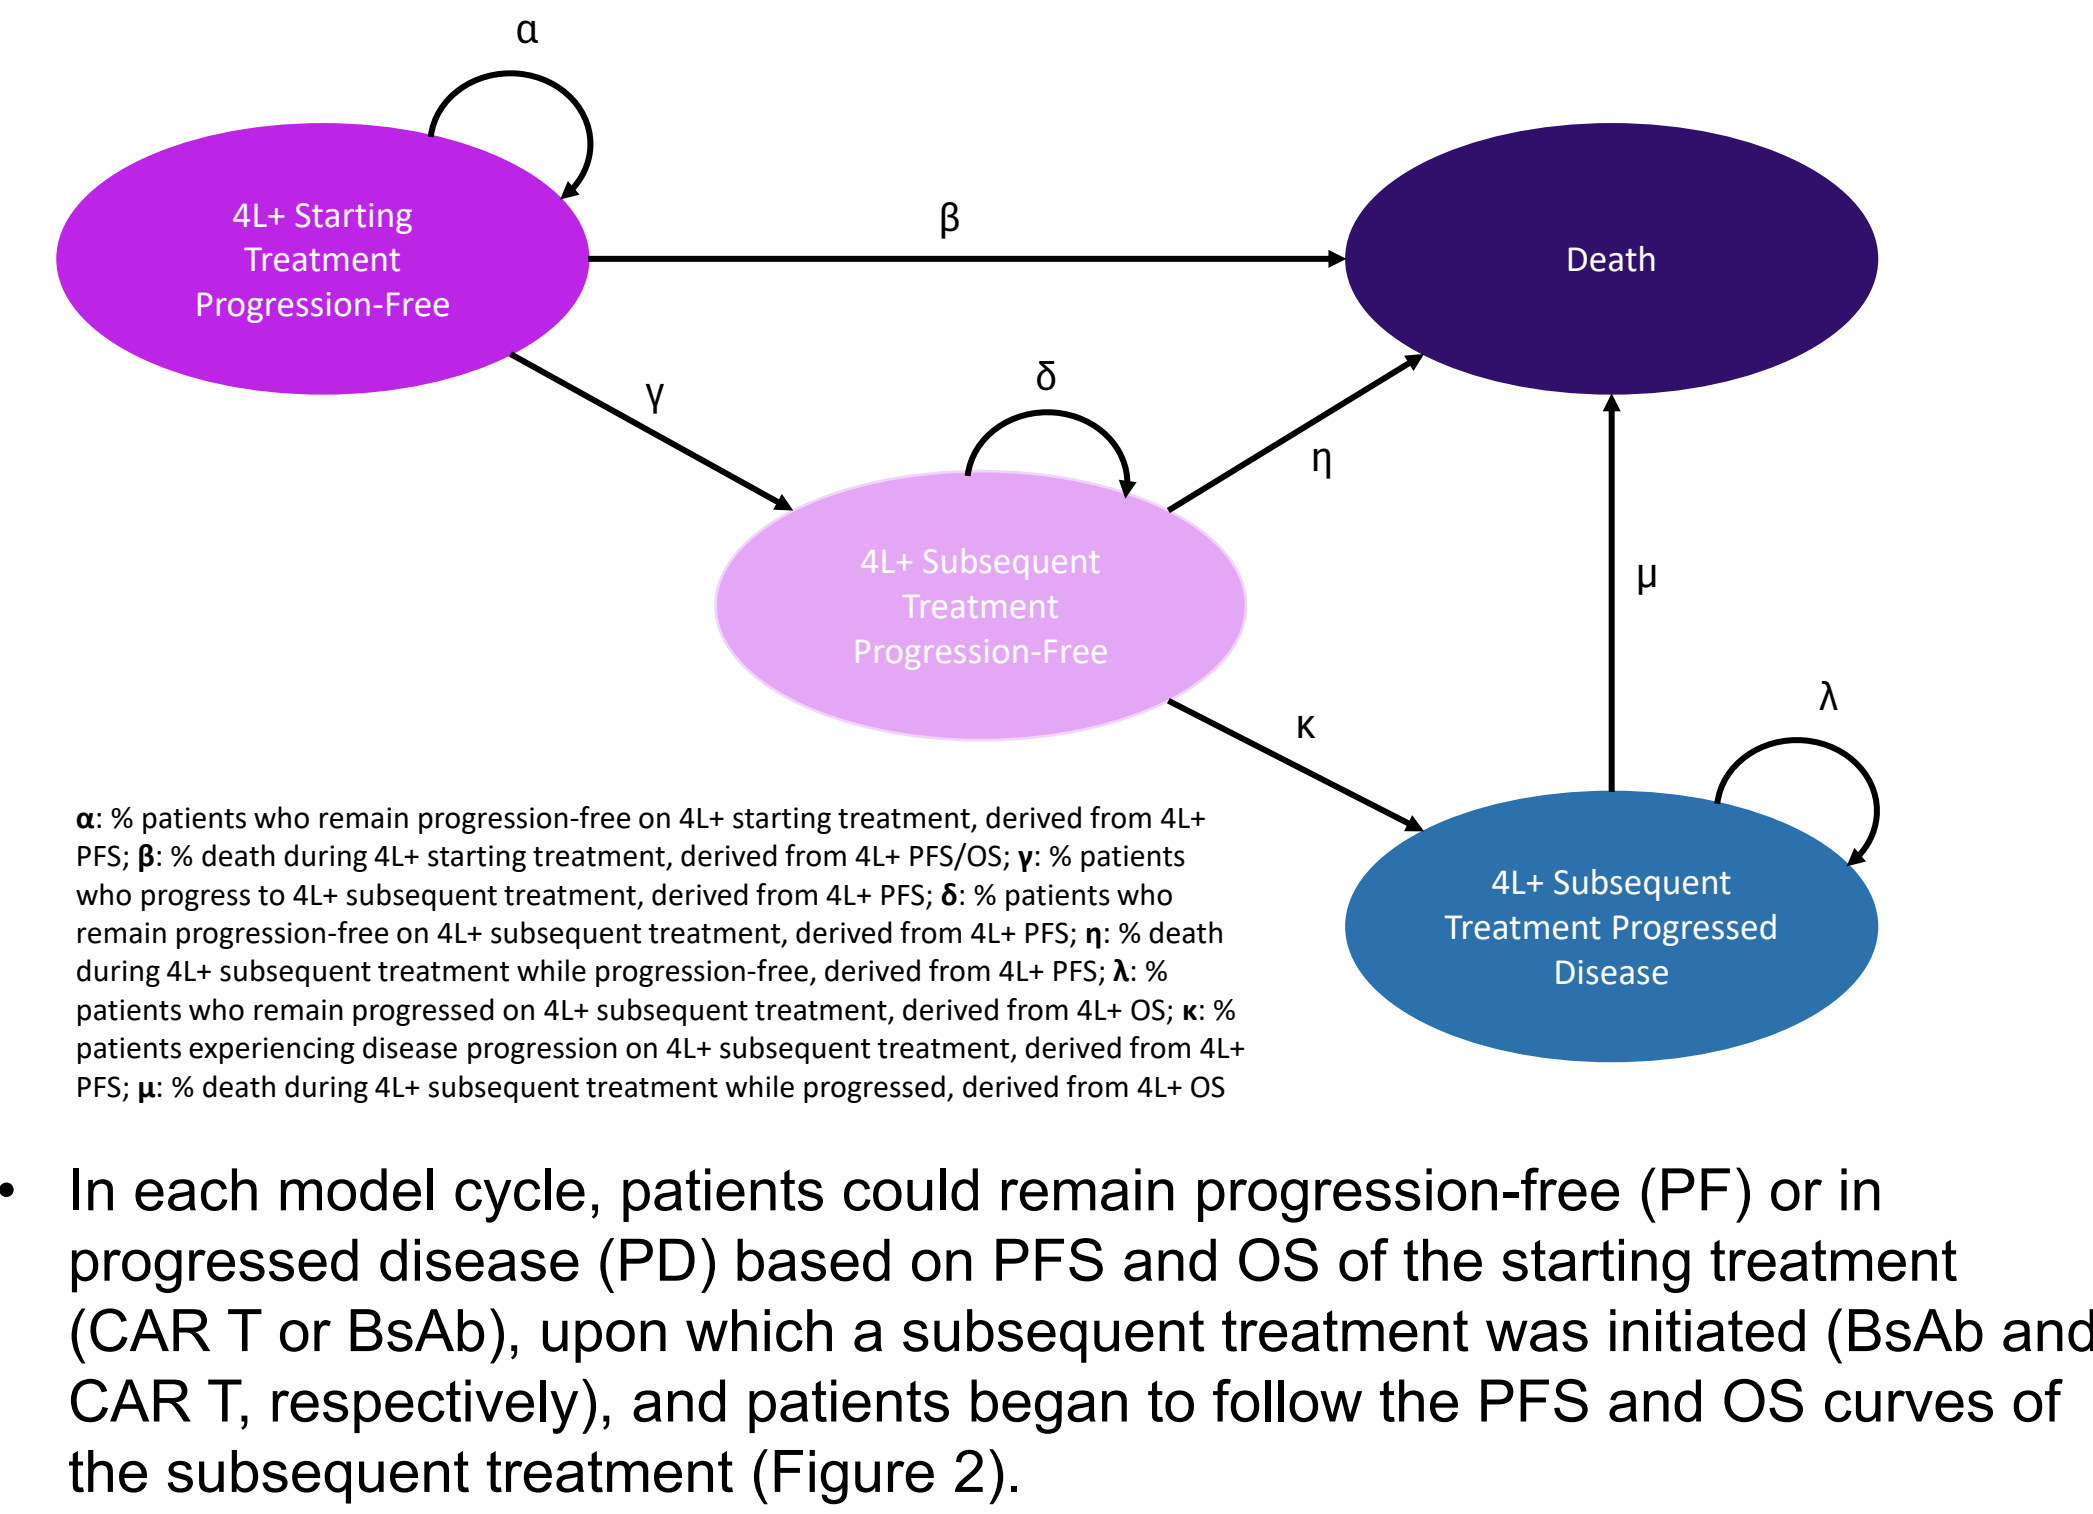 α
4L+ Starting
Treatment
Progression-Free
β
Death
γ
δ
η
4L+ Subsequent
Treatment
Progression-Free
μ
κ
λ
4L+ Subsequent
Treatment Progressed
Disease
α: % patients who remain progression-free on 4L+ starting treatment, derived from 4L+
PFS; β: % death during 4L+ starting treatment, derived from 4L+ PFS/OS; γ: % patients
who progress to 4L+ subsequent treatment, derived from 4L+ PFS; δ: % patients who
remain progression-free on 4L+ subsequent treatment, derived from 4L+ PFS; η: % death
during 4L+ subsequent treatment while progression-free, derived from 4L+ PFS; λ: %
patients who remain progressed on 4L+ subsequent treatment, derived from 4L+ OS; κ: %
patients experiencing disease progression on 4L+ subsequent treatment, derived from 4L+
PFS; μ: % death during 4L+ subsequent treatment while progressed, derived from 4L+ OS
• In each model cycle, patients could remain progression-free (PF) or in
progressed disease (PD) based on PFS and OS of the starting treatment
(CAR T or BsAb), upon which a subsequent treatment was initiated (BsAb and
CAR T, respectively), and patients began to follow the PFS and OS curves of
the subsequent treatment (Figure 2).